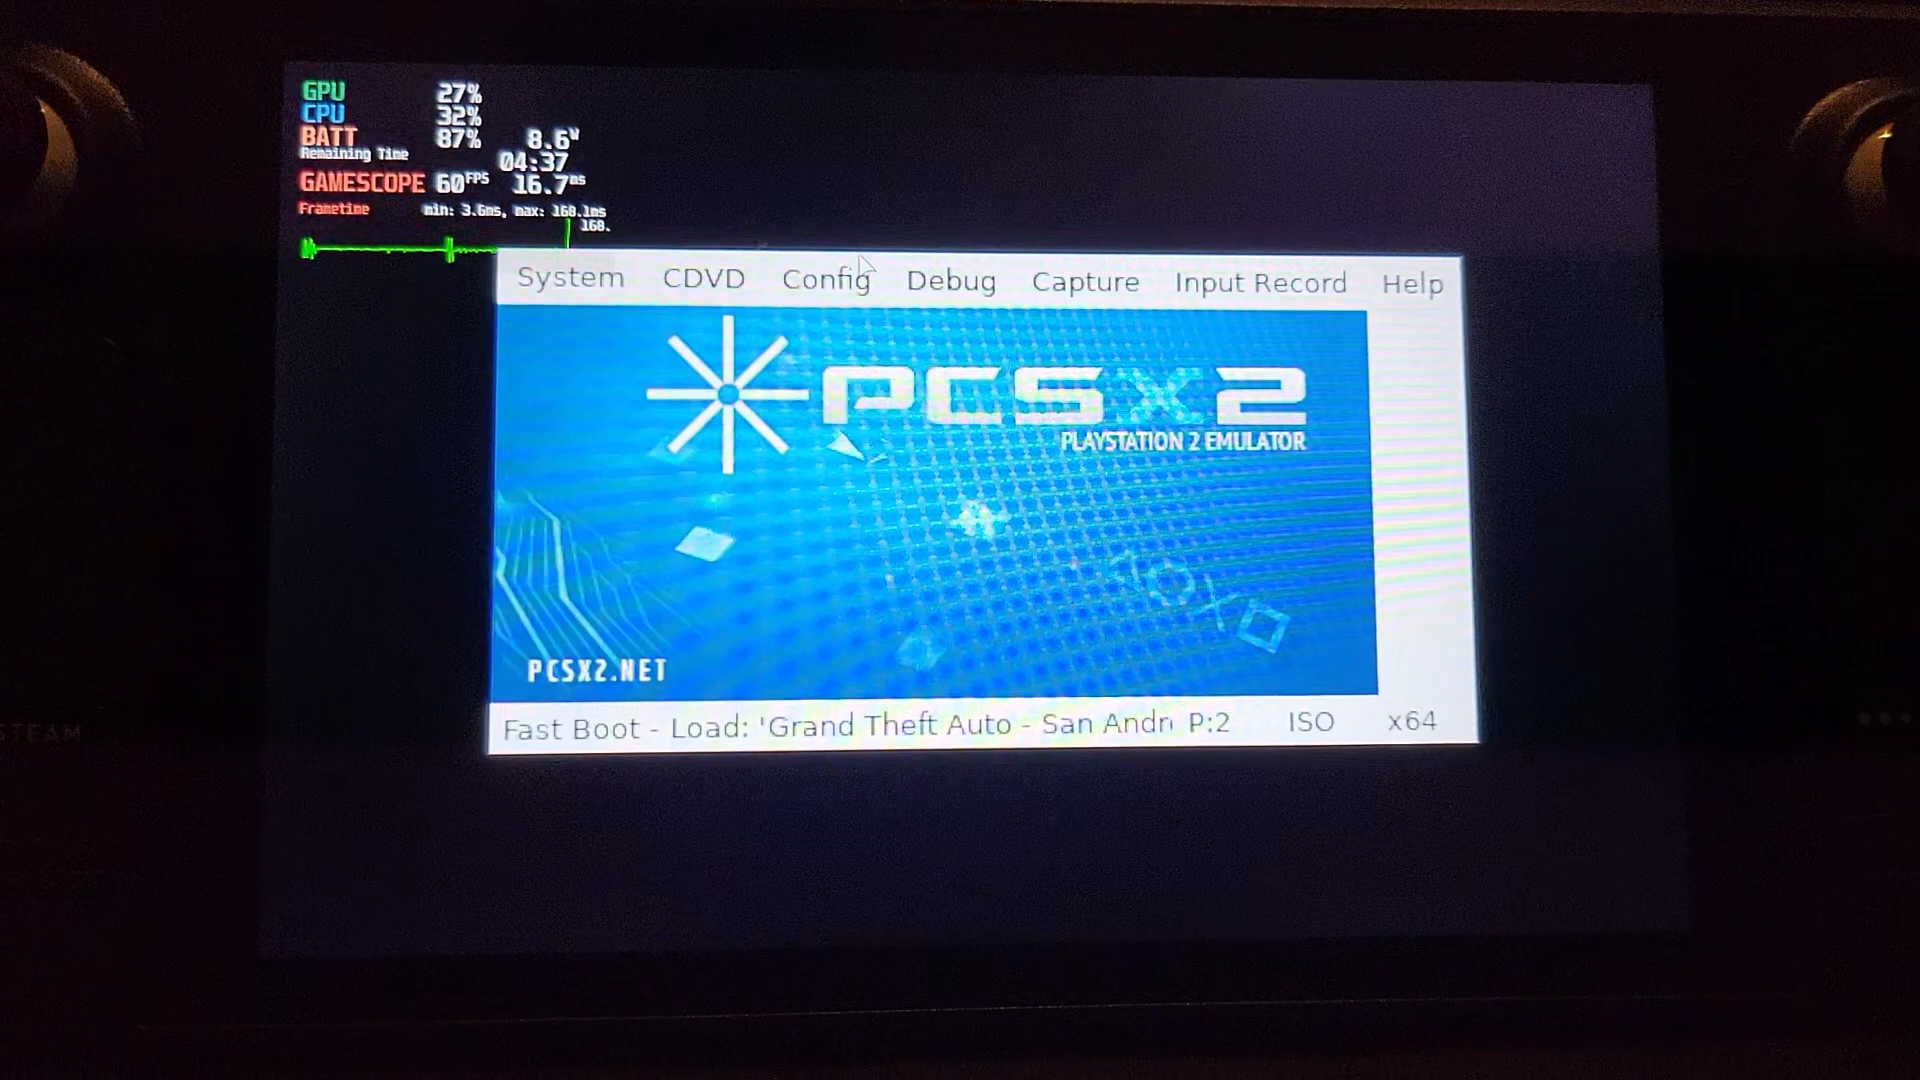 GPU 27%
CPU 32%
BATT 87% 8.6W
Remaining Time 04:37
GAMESCOPE 60FPS 16.7ms
Frametime min: 3.6ms, max: 168.1ms
168.
System CDVD Config Debug Capture Input Record Help
PCSX2
PLAYSTATION 2 EMULATOR
PCSX2.NET
Fast Boot - Load: 'Grand Theft Auto - San Andr P:2 ISO x64
STEAM